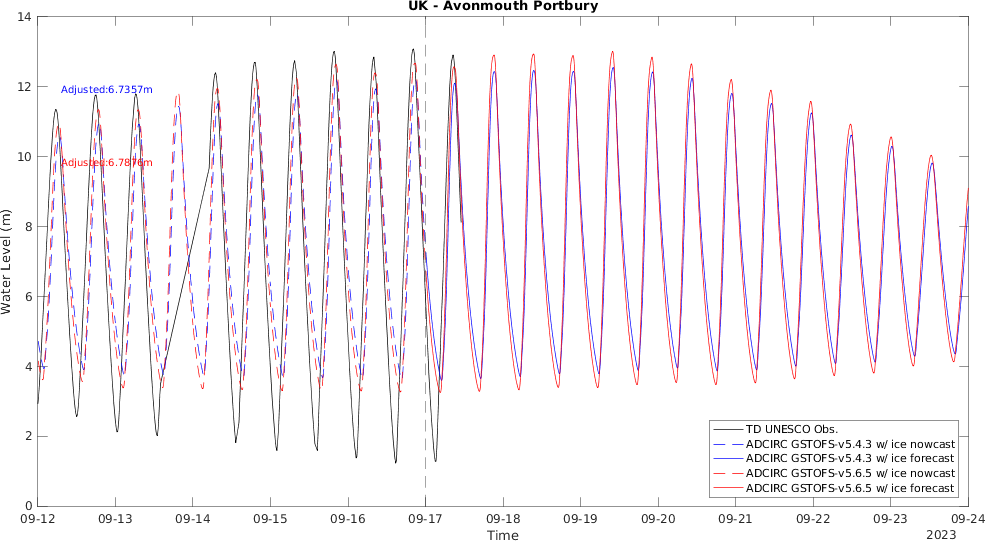 UK - Avonmouth Portbury
14
12
10
8
6
4
2
0
Water Level (m)
Adjusted:6.7357m
Adjusted:6.7876m
TD UNESCO Obs.
ADCIRC GSTOFS-v5.4.3 w/ ice nowcast
ADCIRC GSTOFS-v5.4.3 w/ ice forecast
ADCIRC GSTOFS-v5.6.5 w/ ice nowcast
ADCIRC GSTOFS-v5.6.5 w/ ice forecast
09-12 09-13 09-14 09-15 09-16 09-17 09-18 09-19 09-20 09-21 09-22 09-23 09-24
Time
2023